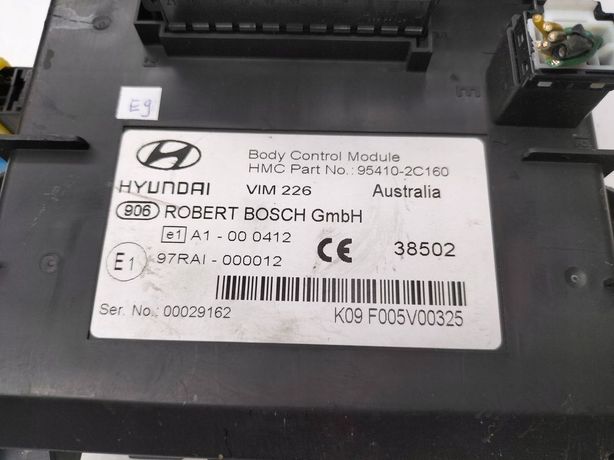 E9
Body Control Module
HMC Part No.: 95410-2C160
HYUNDAI VIM 226 Australia
906 ROBERT BOSCH GmbH
e1 A1 - 00 0412
CE 38502
E1 97RAI - 000012
Ser. No.: 00029162 K09 F005V00325